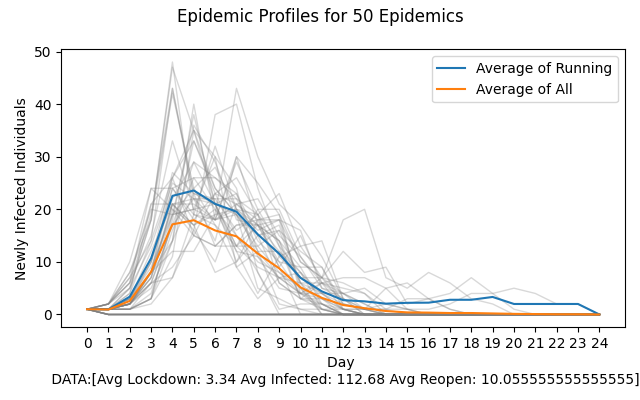 Epidemic Profiles for 50 Epidemics
50
40
30
20
10
0
Newly Infected Individuals
Average of Running
Average of All
0 1 2 3 4 5 6 7 8 9 10 11 12 13 14 15 16 17 18 19 20 21 22 23 24
Day
DATA:[Avg Lockdown: 3.34 Avg Infected: 112.68 Avg Reopen: 10.055555555555555]